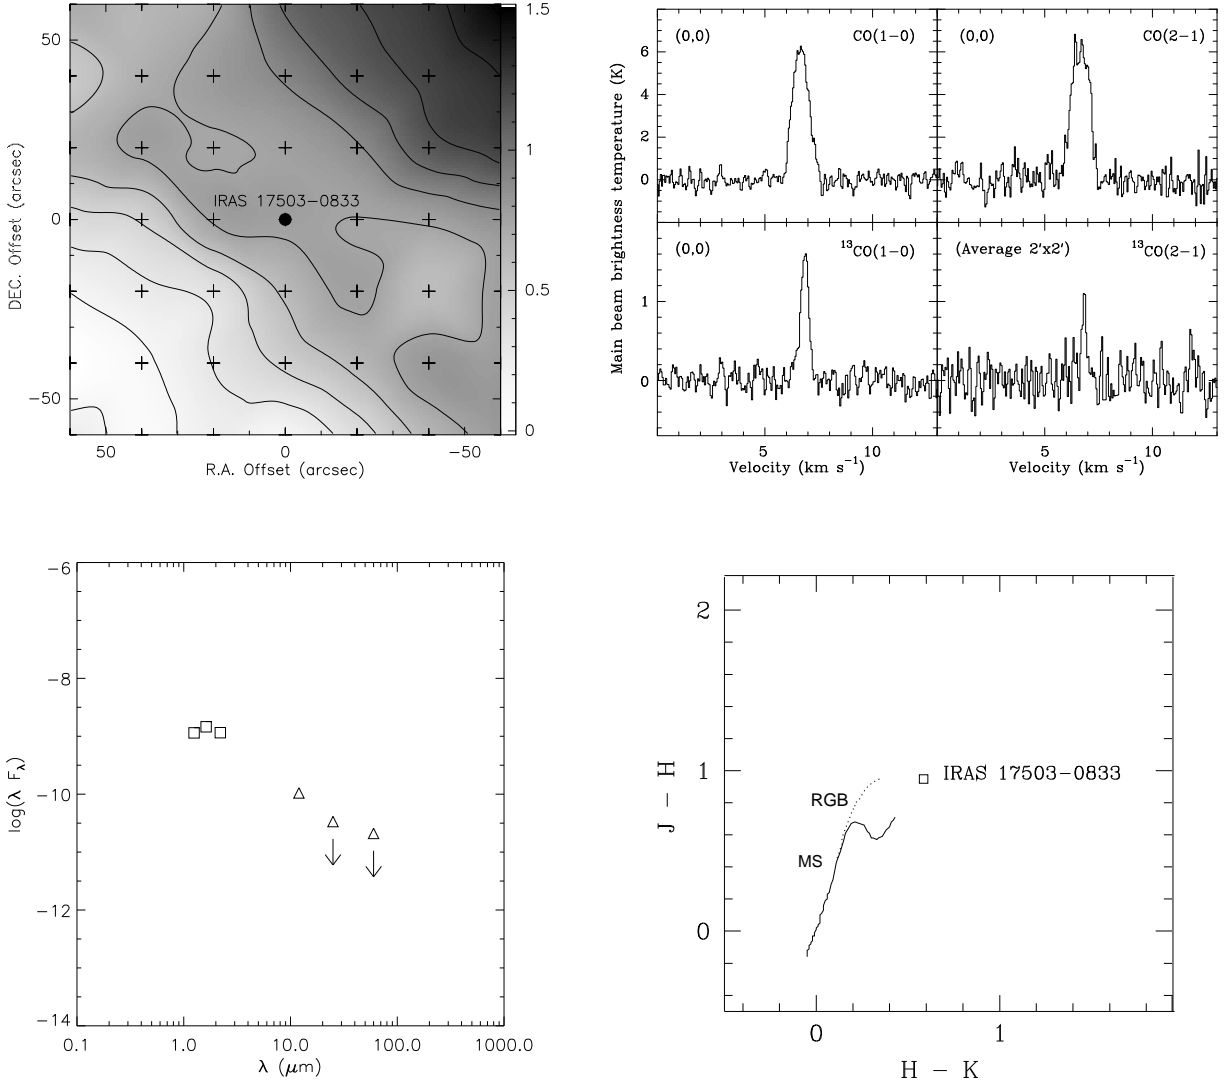 1.5
50
1
DEC. Offset (arcsec)
IRAS 17503−0833
0
0.5
−50
0
50
0
−50
R.A. Offset (arcsec)
(0,0)
CO(1−0)
(0,0)
CO(2−1)
6
4
2
0
Main beam brightness temperature (K)
(0,0)
¹³CO(1−0)
(Average 2'x2')
¹³CO(2−1)
1
0
5
10
5
10
Velocity (km s⁻¹)
Velocity (km s⁻¹)
−6
−8
−10
−12
−14
log(λ Fλ)
0.1
1.0
10.0
100.0
1000.0
λ (μm)
2
1
0
J − H
IRAS 17503−0833
RGB
MS
0
1
H − K